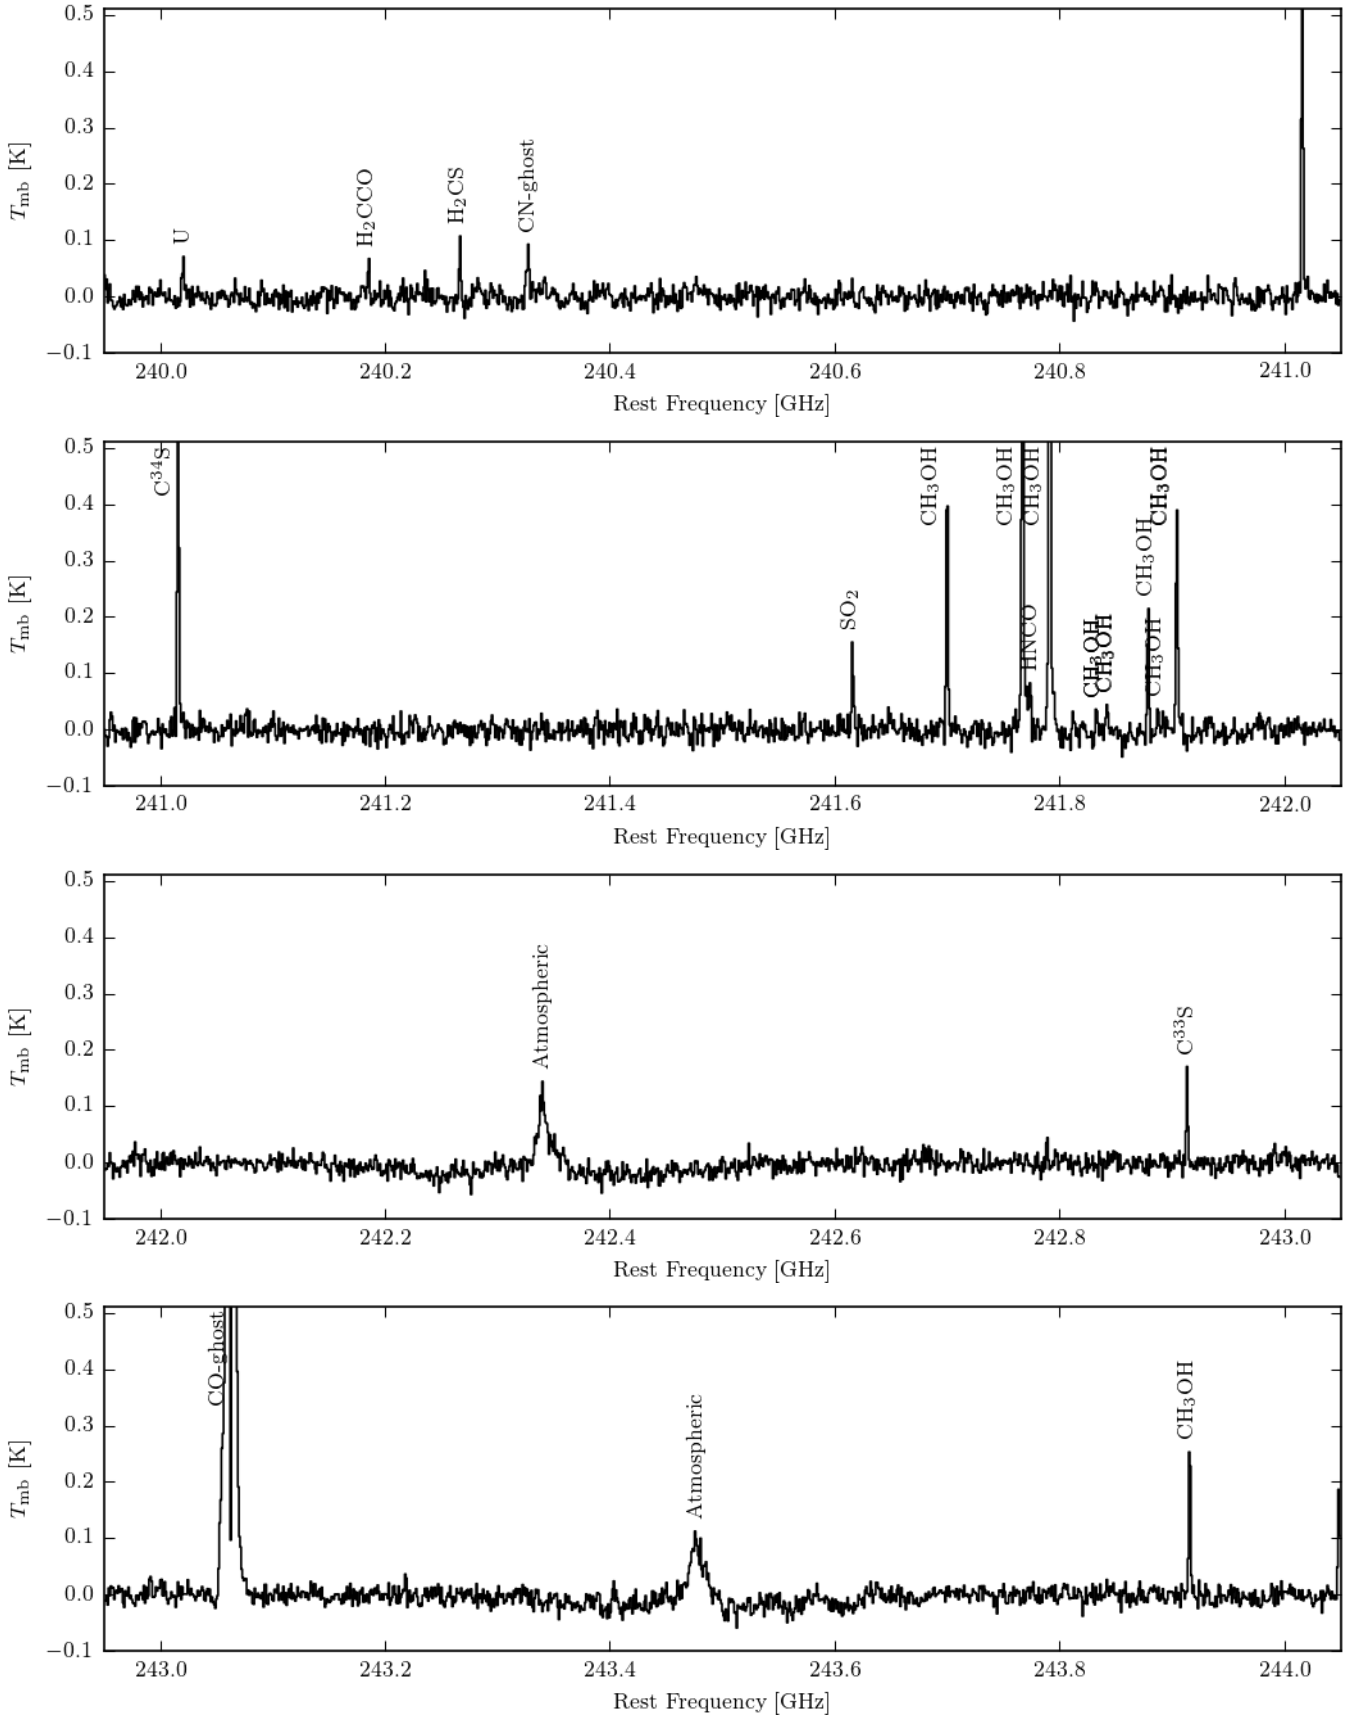 0.5
0.4
0.3
0.2
0.1
0.0
−0.1
T_mb [K]
U
H₂CCO
H₂CS
CN-ghost
240.0 240.2 240.4 240.6 240.8 241.0
Rest Frequency [GHz]
0.5
0.4
0.3
0.2
0.1
0.0
−0.1
T_mb [K]
C³⁴S
SO₂
CH₃OH
CH₃OH
HNCO
CH₃OH
CH₃OH
CH₃OH
CH₃OH
CH₃OH
CH₃OH
241.0 241.2 241.4 241.6 241.8 242.0
Rest Frequency [GHz]
0.5
0.4
0.3
0.2
0.1
0.0
−0.1
T_mb [K]
Atmospheric
C³³S
242.0 242.2 242.4 242.6 242.8 243.0
Rest Frequency [GHz]
0.5
0.4
0.3
0.2
0.1
0.0
−0.1
T_mb [K]
CO-ghost
Atmospheric
CH₃OH
243.0 243.2 243.4 243.6 243.8 244.0
Rest Frequency [GHz]